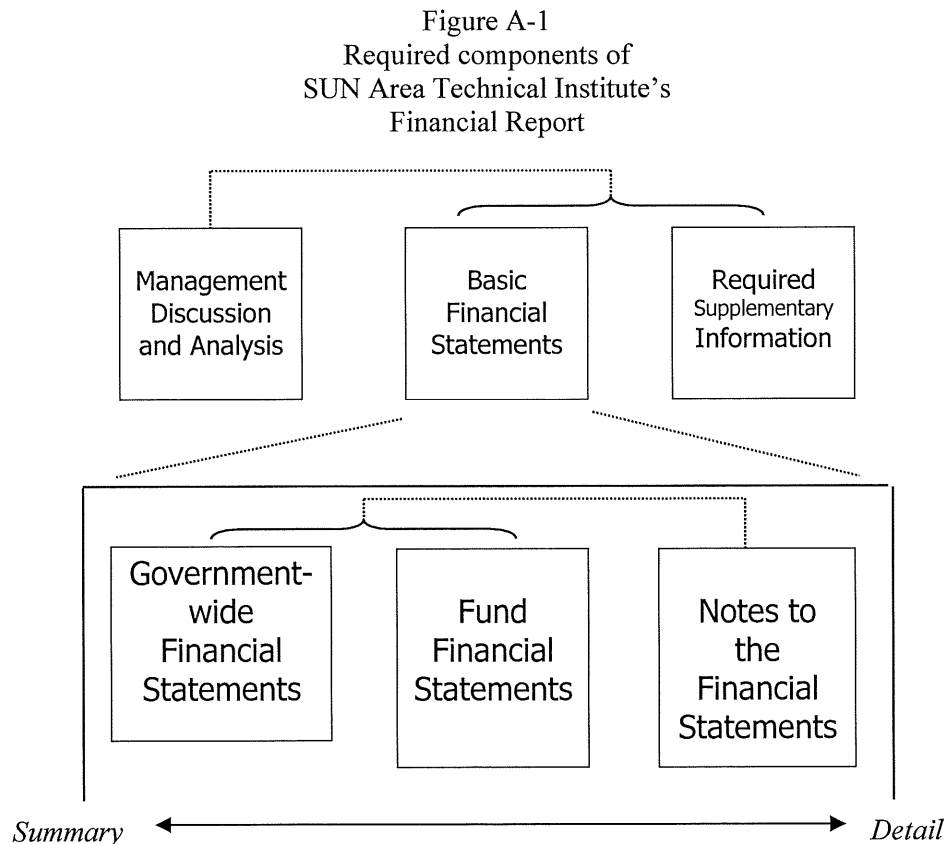 Figure A-1
Required components of
SUN Area Technical Institute's
Financial Report
Management
Discussion
and Analysis
Basic
Financial
Statements
Required
Supplementary
Information
Government-
wide
Financial
Statements
Fund
Financial
Statements
Notes to
the
Financial
Statements
Summary
Detail